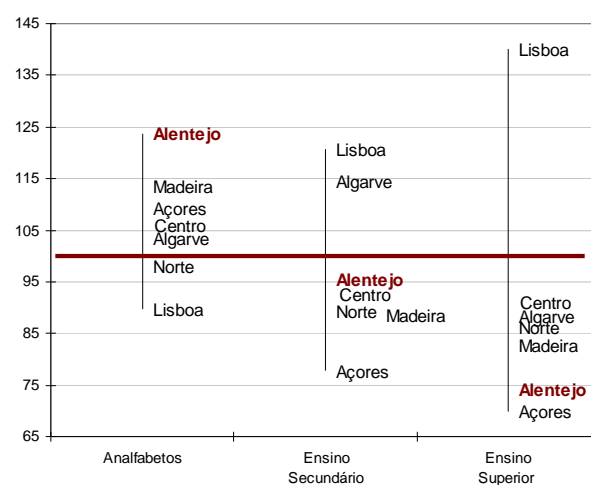 145
135
125
115
105
95
85
75
65
Alentejo
Madeira
Açores
Centro
Algarve
Norte
Lisboa
Lisboa
Algarve
Alentejo
Centro
Norte
Madeira
Açores
Lisboa
Centro
Algarve
Norte
Madeira
Alentejo
Açores
Analfabetos
Ensino
Secundário
Ensino
Superior